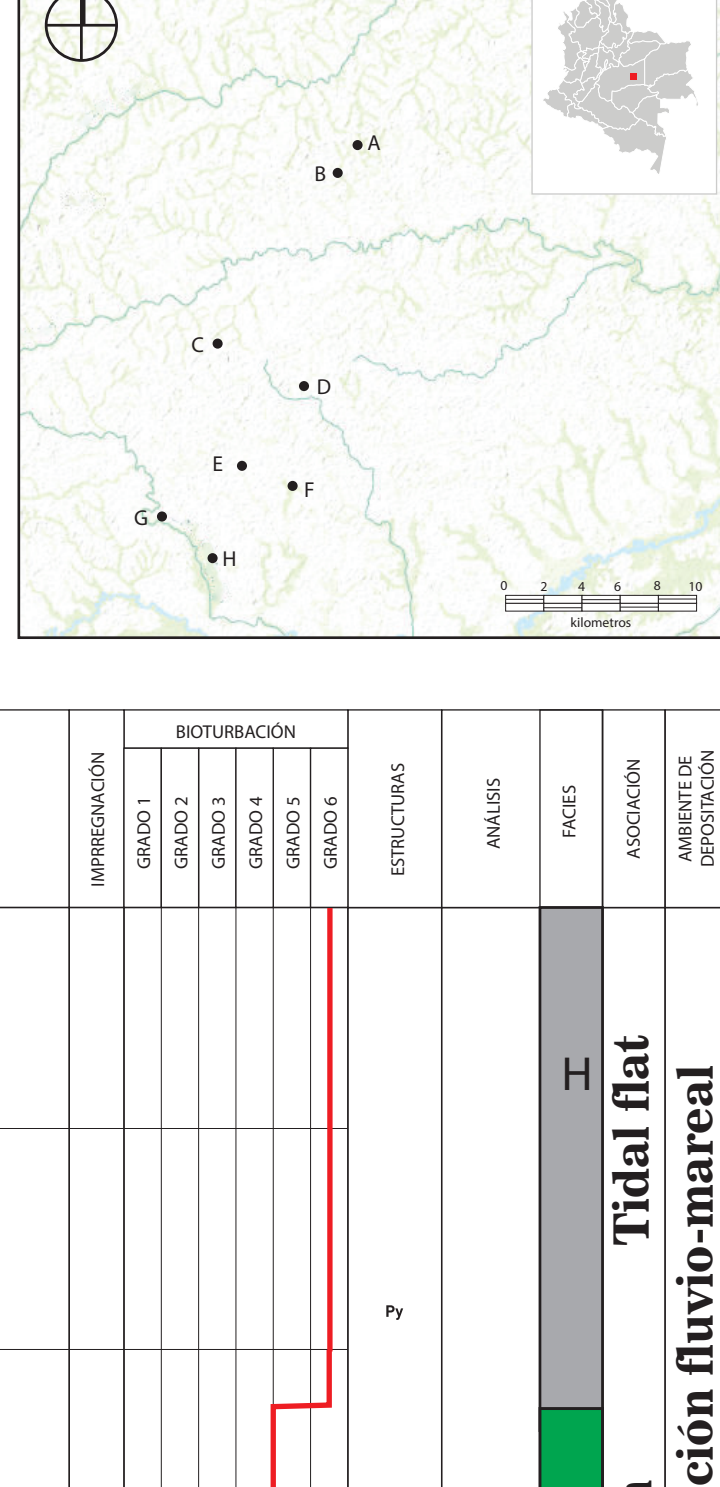 A
B
C
D
E
F
G
H
0 2 4 6 8 10
kilometros
IMPRREGNACIÓN
BIOTURBACIÓN
GRADO 1
GRADO 2
GRADO 3
GRADO 4
GRADO 5
GRADO 6
ESTRUCTURAS
ANÁLISIS
FACIES
ASOCIACIÓN
AMBIENTE DE
DEPOSITACIÓN
H
Tidal flat
ción fluvio-mareal
Py